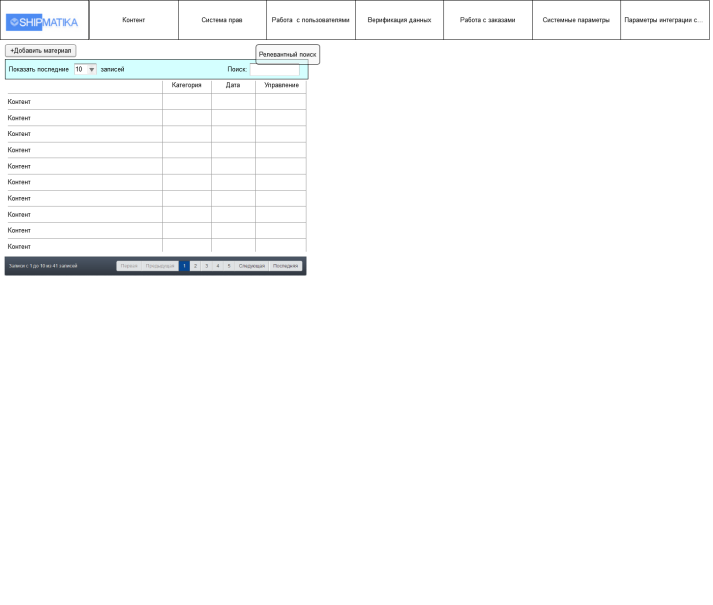 SHIPMATIKA
Контент
Система прав
Работа с пользователями
Верификация данных
Работа с заказами
Системные параметры
Параметры интеграции с...
+Добавить материал
Релевантный поиск
Показать последние 10 записей
Поиск:
Категория Дата Управление
Контент
Контент
Контент
Контент
Контент
Контент
Контент
Контент
Контент
Контент
Записи с 1 до 10 из 41 записей
Первая Предыдущая 1 2 3 4 5 Следующая Последняя